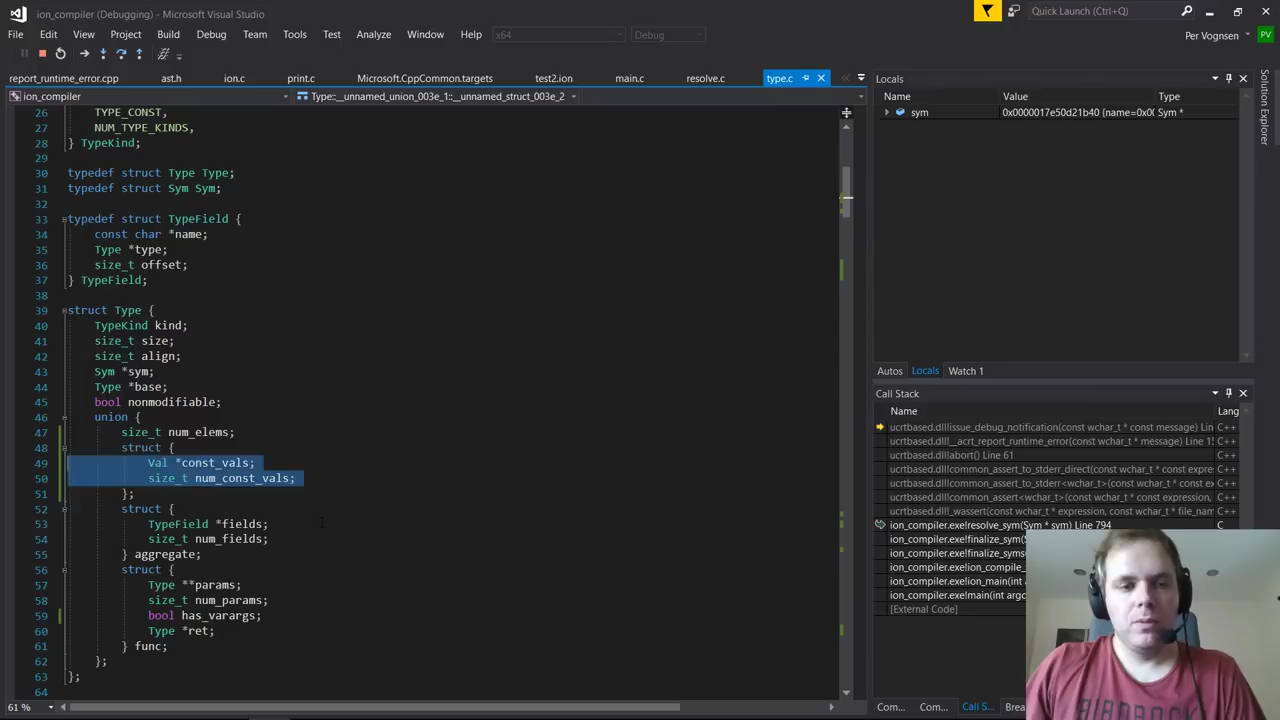 ion_compiler (Debugging) - Microsoft Visual Studio
Quick Launch (Ctrl+Q)
File Edit View Project Build Debug Team Tools Test Analyze Window Help x64 Debug
Per Vognsen PV
report_runtime_error.cpp ast.h ion.c print.c Microsoft.CppCommon.targets test2.ion main.c resolve.c type.c
ion_compiler Type::__unnamed_union_003e_1::__unnamed_struct_003e_2
26 TYPE_CONST,
27 NUM_TYPE_KINDS,
28 } TypeKind;
29
30 typedef struct Type Type;
31 typedef struct Sym Sym;
32
33 typedef struct TypeField {
34 const char *name;
35 Type *type;
36 size_t offset;
37 } TypeField;
38
39 struct Type {
40 TypeKind kind;
41 size_t size;
42 size_t align;
43 Sym *sym;
44 Type *base;
45 bool nonmodifiable;
46 union {
47 size_t num_elems;
48 struct {
49 Val *const_vals;
50 size_t num_const_vals;
51 };
52 struct {
53 TypeField *fields;
54 size_t num_fields;
55 } aggregate;
56 struct {
57 Type **params;
58 size_t num_params;
59 bool has_varargs;
60 Type *ret;
61 } func;
62 };
63 };
64
61 %
Locals
Name Value Type
sym 0x0000017e50d21b40 {name=0x00 Sym *
Autos Locals Watch 1
Call Stack
Name Lang
ucrtbased.dll!issue_debug_notification(const wchar_t * const message) Line C++
ucrtbased.dll!__acrt_report_runtime_error(const wchar_t * message) Line 1 C++
ucrtbased.dll!abort() Line 61 C++
ucrtbased.dll!common_assert_to_stderr_direct(const wchar_t * const expres C++
ucrtbased.dll!common_assert_to_stderr<wchar_t>(const wchar_t * const ex C++
ucrtbased.dll!common_assert<wchar_t>(const wchar_t * const expression, C++
ucrtbased.dll!_wassert(const wchar_t * expression, const wchar_t * file_nam C++
ion_compiler.exe!resolve_sym(Sym * sym) Line 794 C
ion_compiler.exe!finalize_sym(Sym
ion_compiler.exe!finalize_syms
ion_compiler.exe!ion_compile_
ion_compiler.exe!ion_main(int
ion_compiler.exe!main(int argc
[External Code]
Com... Com... Call S... Brea
Solution Explorer